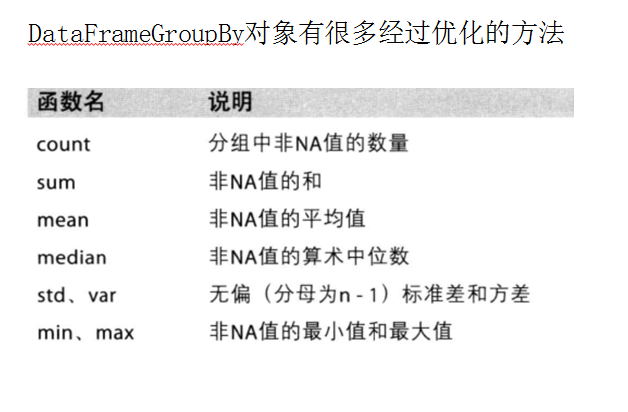 DataFrameGroupBy对象有很多经过优化的方法
函数名 说明
count 分组中非NA值的数量
sum 非NA值的和
mean 非NA值的平均值
median 非NA值的算术中位数
std、var 无偏（分母为n - 1）标准差和方差
min、max 非NA值的最小值和最大值